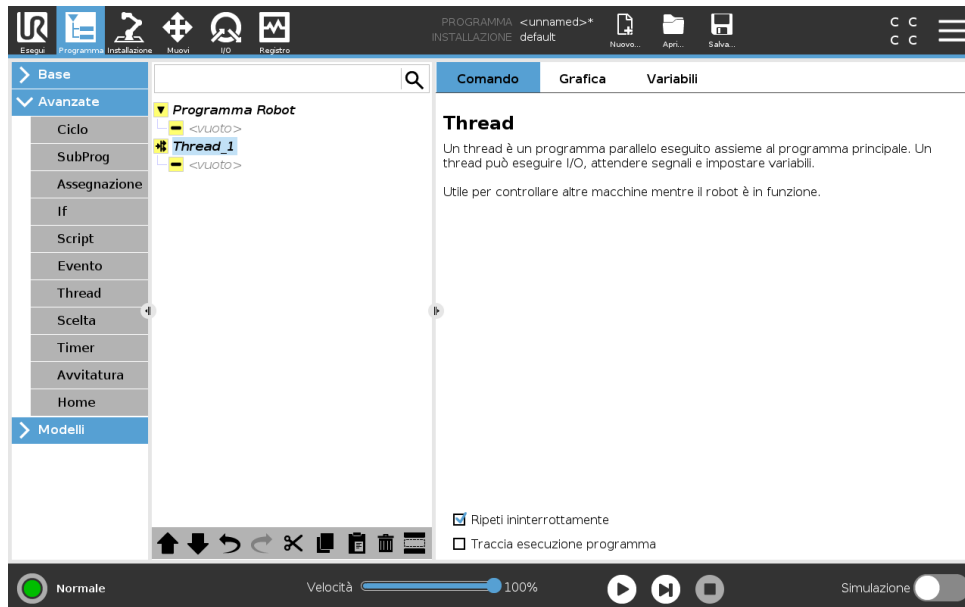 UR
PROGRAMMA <unnamed>*
INSTALLAZIONE default
Esegui Programma Installazione Muovi I/O Registro Nuovo... Apri... Salva...
C C
C C
Base
Avanzate
Ciclo
SubProg
Assegnazione
If
Script
Evento
Thread
Scelta
Timer
Avvitatura
Home
Modelli
Programma Robot
<vuoto>
Thread_1
<vuoto>
Comando Grafica Variabili
Thread
Un thread è un programma parallelo eseguito assieme al programma principale. Un
thread può eseguire I/O, attendere segnali e impostare variabili.
Utile per controllare altre macchine mentre il robot è in funzione.
Ripeti ininterrottamente
Traccia esecuzione programma
Normale Velocità 100% Simulazione